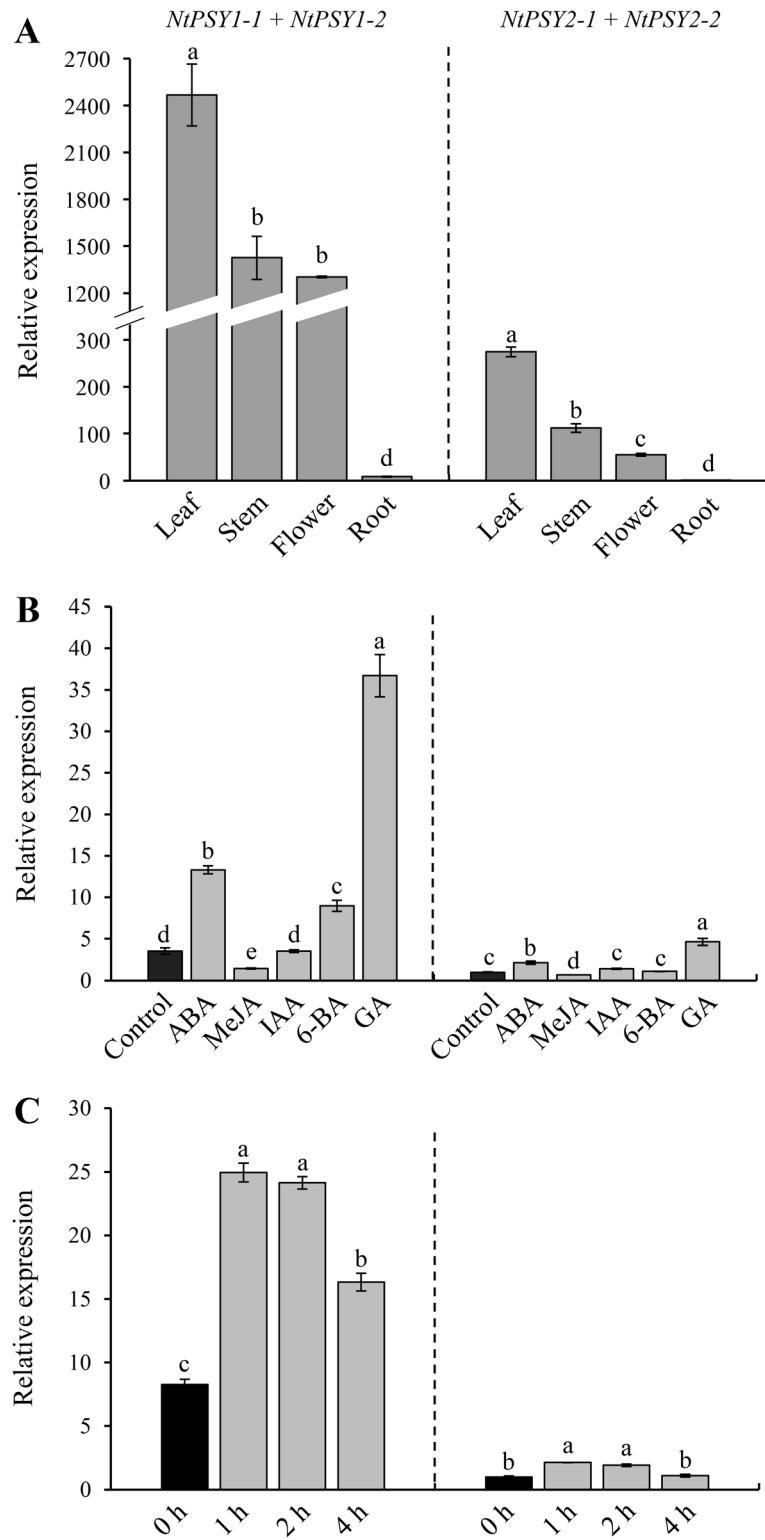 NtPSY1-1 + NtPSY1-2
NtPSY2-1 + NtPSY2-2
A
Relative expression
2700
2400
2100
1800
1500
1200
300
200
100
0
a
b
b
d
a
b
c
d
Leaf
Stem
Flower
Root
Leaf
Stem
Flower
Root
B
Relative expression
45
40
35
30
25
20
15
10
5
0
d
b
e
d
c
a
c
b
d
c
c
a
Control
ABA
MeJA
IAA
6-BA
GA
Control
ABA
MeJA
IAA
6-BA
GA
C
Relative expression
30
25
20
15
10
5
0
c
a
a
b
b
a
a
b
0 h
1 h
2 h
4 h
0 h
1 h
2 h
4 h